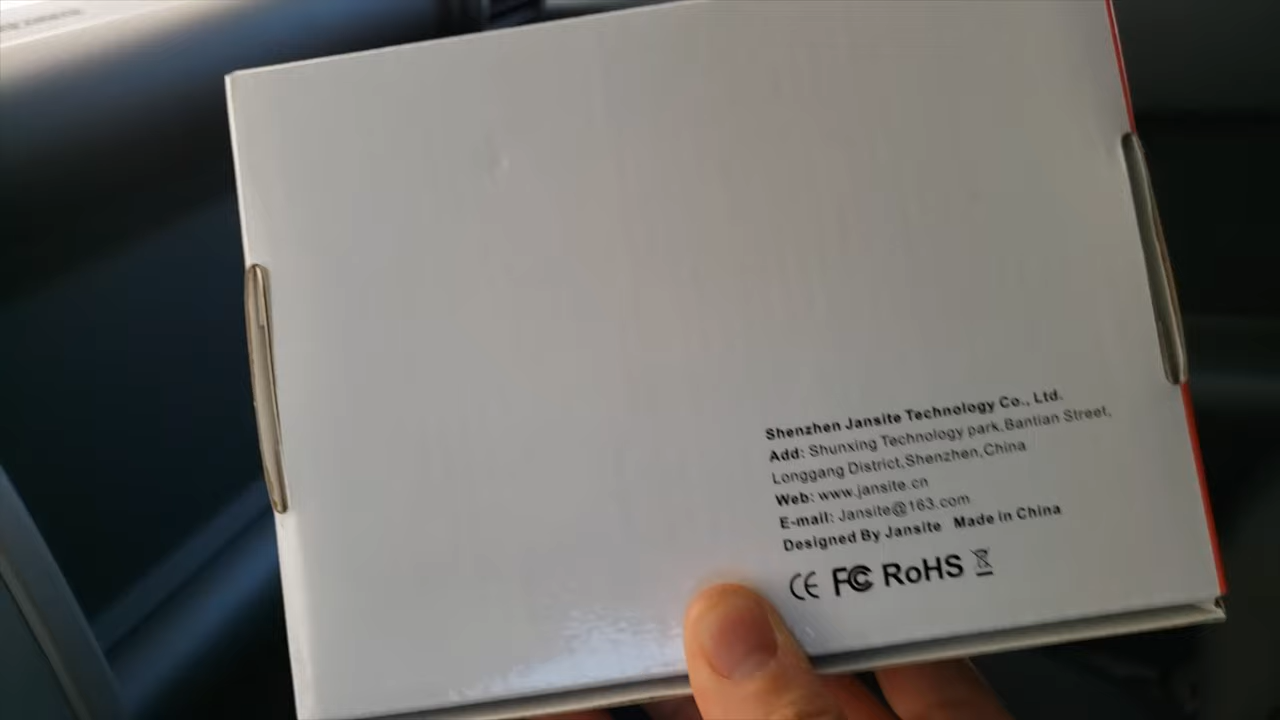 Shenzhen Jansite Technology Co., Ltd.
Add: Shunxing Technology park,Bantian Street,
Longgang District,Shenzhen,China
Web: www.jansite.cn
E-mail: Jansite@163.com
Designed By Jansite Made in China
CE FC RoHS